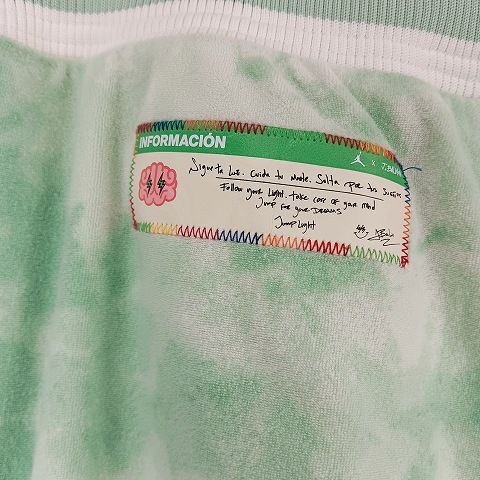 INFORMACIÓN
x J. BALVIN
Sigue tu Luz. Cuida tu Mente. Salta por tus Sueños
Follow your Light. take care of your mind
Jump For your DREAMS
Jump Light